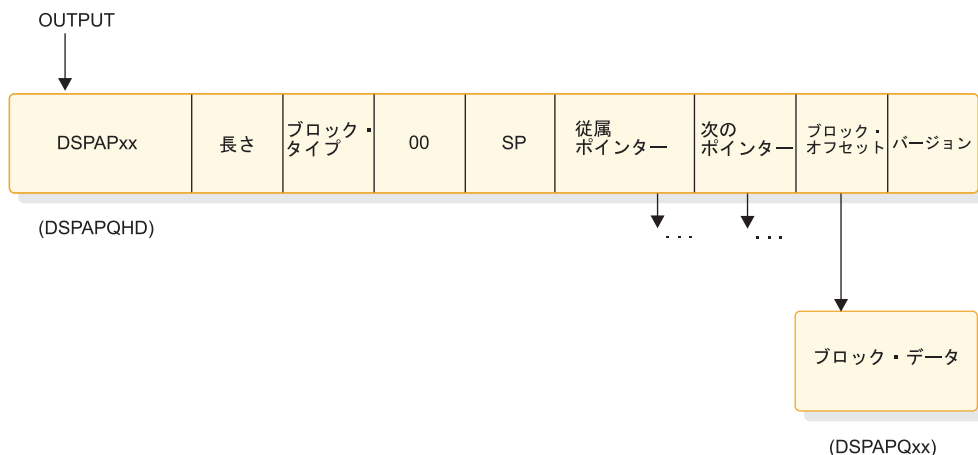 OUTPUT
DSPAPxx
長さ
ブロック・
タイプ
00
SP
従属
ポインター
次の
ポインター
ブロック・
オフセット
バージョン
(DSPAPQHD)
...
...
ブロック・データ
(DSPAPQxx)